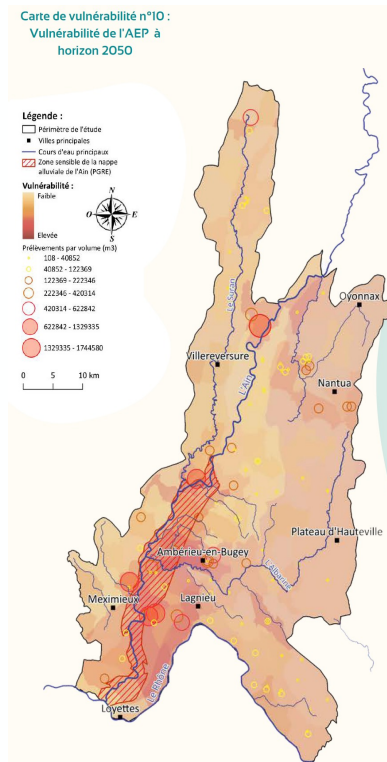 Carte de vulnérabilité n°10 :
Vulnérabilité de l'AEP à
horizon 2050
Légende :
Périmètre de l'étude
Villes principales
Cours d'eau principaux
Zone sensible de la nappe
alluviale de l'Ain (PGRE)
Vulnérabilité :
Faible
Elevée
N
O
E
S
Prélèvements par volume (m3)
108 - 40852
40852 - 122369
122369 - 222346
222346 - 420314
420314 - 622842
622842 - 1329335
1329335 - 1744580
0 5 10 km
Le Suran
Oyonnax
Villereversure
L'Ain
Nantua
Plateau d'Hauteville
Ambérieu-en-Bugey
L'Albarine
Meximieux
Lagnieu
Le Rhône
Loyettes